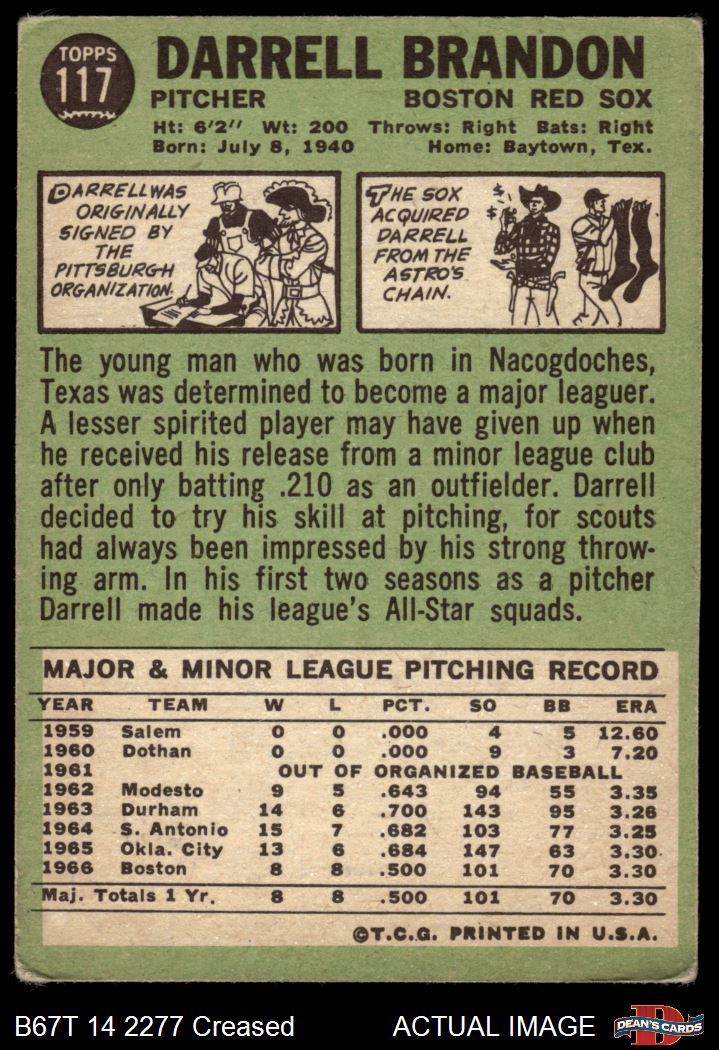 TOPPS
117
DARRELL BRANDON
PITCHER BOSTON RED SOX
Ht: 6'2" Wt: 200 Throws: Right Bats: Right
Born: July 8, 1940 Home: Baytown, Tex.
DARRELL WAS
ORIGINALLY
SIGNED BY
THE
PITTSBURGH
ORGANIZATION.
THE SOX
ACQUIRED
DARRELL
FROM THE
ASTRO'S
CHAIN.
$
$
$
The young man who was born in Nacogdoches,
Texas was determined to become a major leaguer.
A lesser spirited player may have given up when
he received his release from a minor league club
after only batting .210 as an outfielder. Darrell
decided to try his skill at pitching, for scouts
had always been impressed by his strong throw-
ing arm. In his first two seasons as a pitcher
Darrell made his league's All-Star squads.
MAJOR & MINOR LEAGUE PITCHING RECORD
YEAR TEAM W L PCT. SO BB ERA
1959 Salem 0 0 .000 4 5 12.60
1960 Dothan 0 0 .000 9 3 7.20
1961 OUT OF ORGANIZED BASEBALL
1962 Modesto 9 5 .643 94 55 3.35
1963 Durham 14 6 .700 143 95 3.26
1964 S. Antonio 15 7 .682 103 77 3.25
1965 Okla. City 13 6 .684 147 63 3.30
1966 Boston 8 8 .500 101 70 3.30
Maj. Totals 1 Yr. 8 8 .500 101 70 3.30
©T.C.G. PRINTED IN U.S.A.
B67T 14 2277 Creased ACTUAL IMAGE
D
DEAN'S CARDS